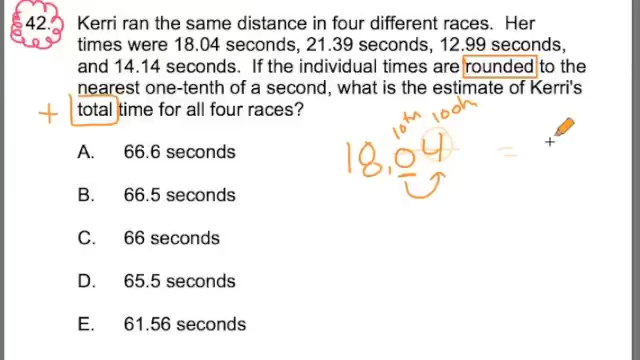 42. Kerri ran the same distance in four different races. Her
times were 18.04 seconds, 21.39 seconds, 12.99 seconds,
and 14.14 seconds. If the individual times are rounded to the
nearest one-tenth of a second, what is the estimate of Kerri's
+ total time for all four races?
10th 100th
18.04 =
A. 66.6 seconds
B. 66.5 seconds
C. 66 seconds
D. 65.5 seconds
E. 61.56 seconds